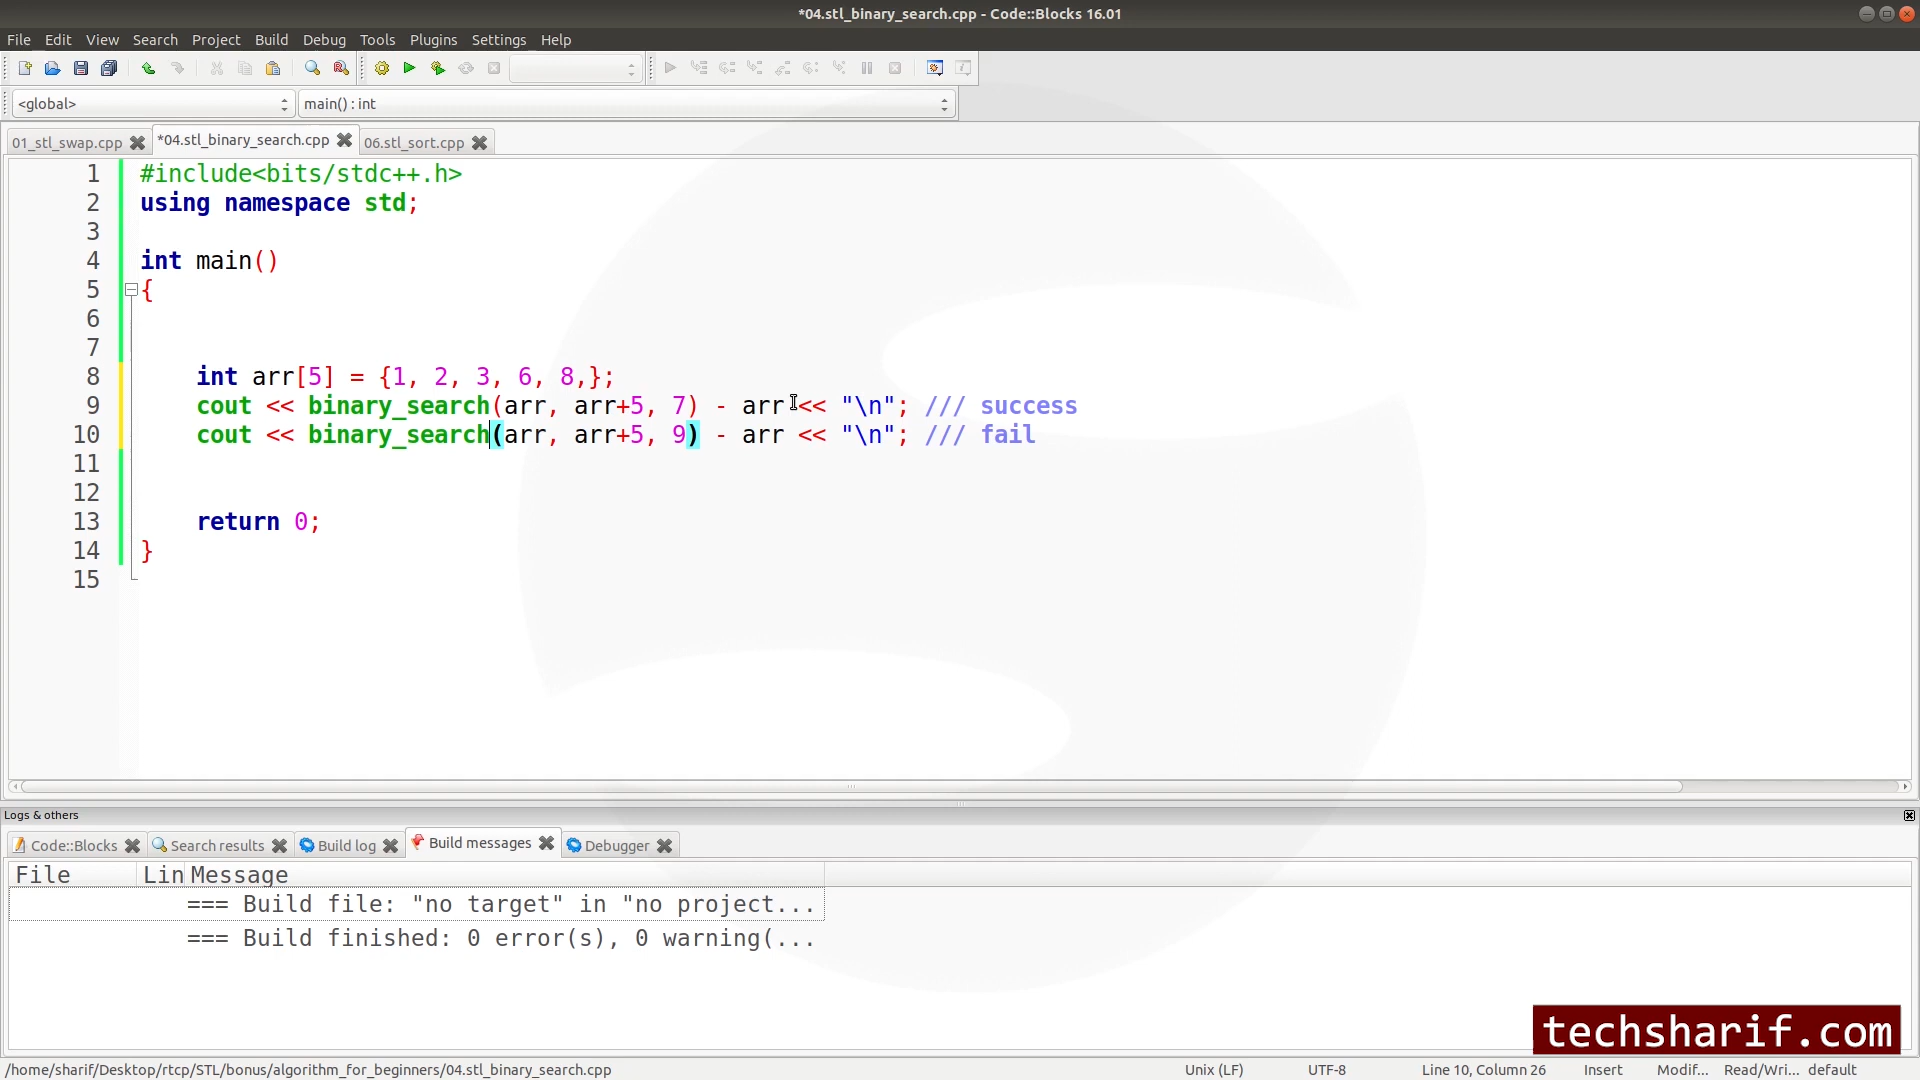 *04.stl_binary_search.cpp - Code::Blocks 16.01
File Edit View Search Project Build Debug Tools Plugins Settings Help
<global> main() : int
01_stl_swap.cpp *04.stl_binary_search.cpp 06.stl_sort.cpp
1 #include<bits/stdc++.h>
2 using namespace std;
3
4 int main()
5 {
6
7
8 int arr[5] = {1, 2, 3, 6, 8,};
9 cout << binary_search(arr, arr+5, 7) - arr << "\n"; /// success
10 cout << binary_search(arr, arr+5, 9) - arr << "\n"; /// fail
11
12
13 return 0;
14 }
15
Logs & others
Code::Blocks Search results Build log Build messages Debugger
File Lin Message
=== Build file: "no target" in "no project...
=== Build finished: 0 error(s), 0 warning(...
techsharif.com
/home/sharif/Desktop/rtcp/STL/bonus/algorithm_for_beginners/04.stl_binary_search.cpp Unix (LF) UTF-8 Line 10, Column 26 Insert Modif... Read/Wri... default